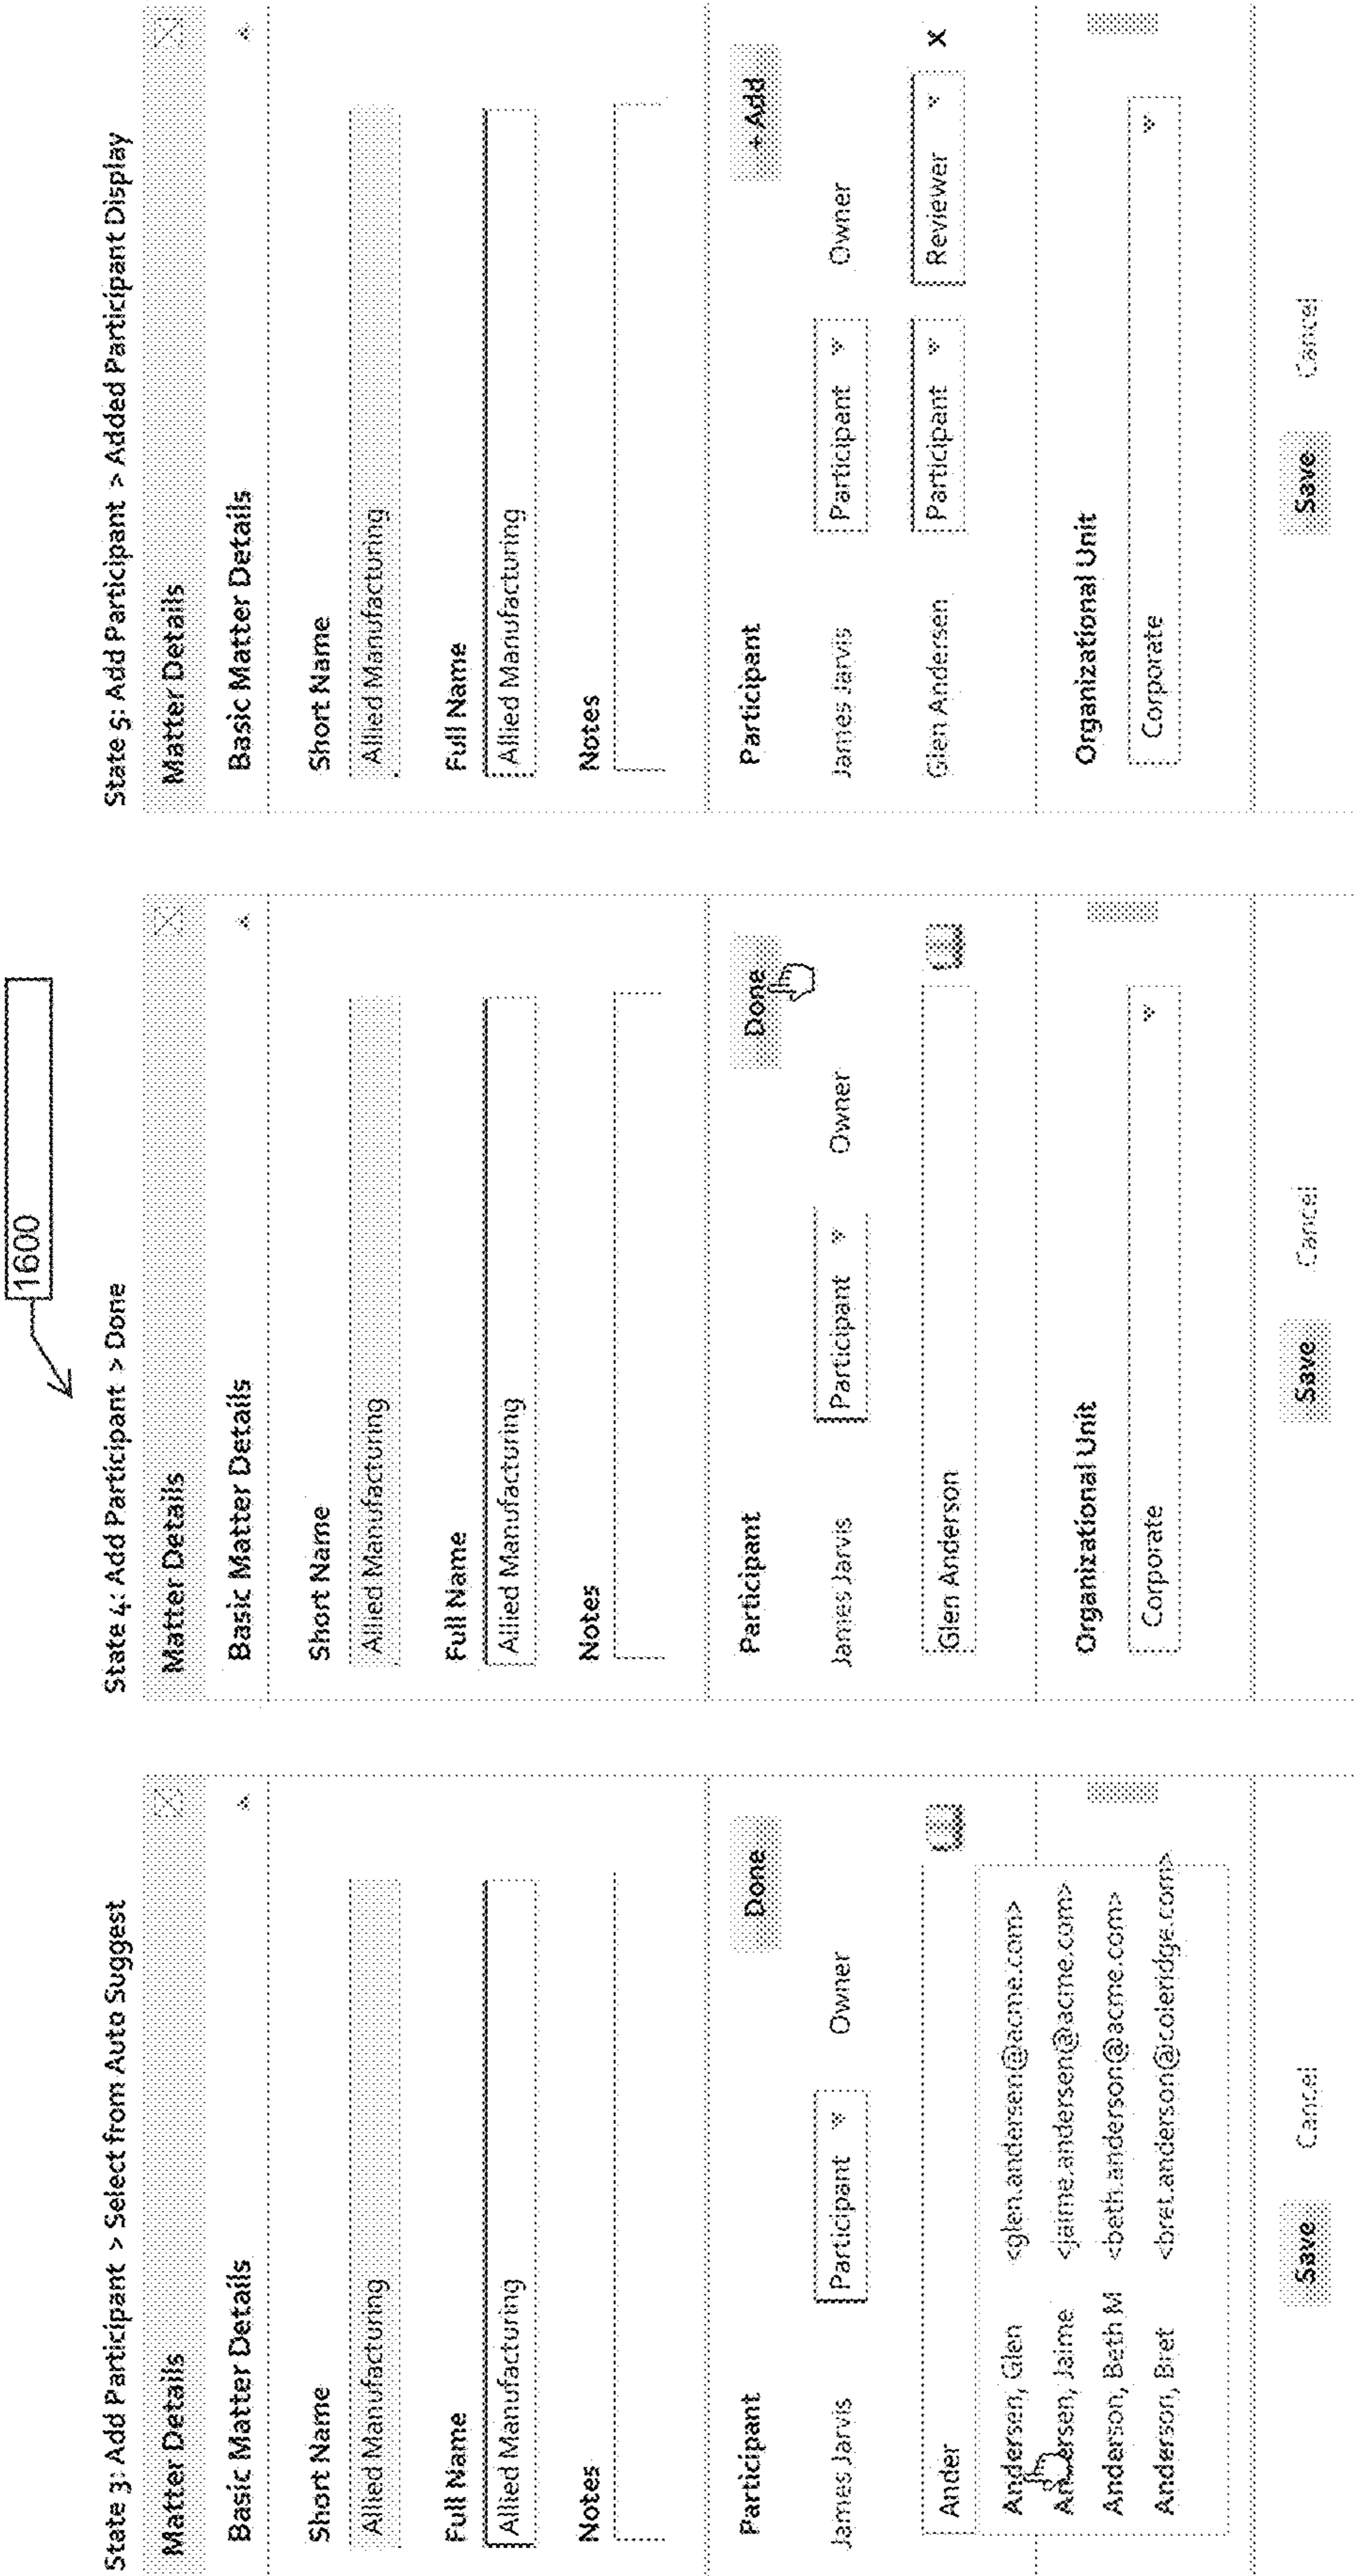 1600
State 3: Add Participant > Select from Auto Suggest
Matter Details
Basic Matter Details
Short Name
Allied Manufacturing
Full Name
Allied Manufacturing
Notes
Participant
Done
James Jarvis
Participant
Owner
Ander
Andersen, Glen <glen.andersen@acme.com>
Andersen, Jaime <jaime.andersen@acme.com>
Anderson, Beth M <beth.anderson@acme.com>
Anderson, Bret <bret.anderson@coleridge.com>
Save
Cancel
State 4: Add Participant > Done
Matter Details
Basic Matter Details
Short Name
Allied Manufacturing
Full Name
Allied Manufacturing
Notes
Participant
Done
James Jarvis
Participant
Owner
Glen Anderson
Organizational Unit
Corporate
Save
Cancel
State 5: Add Participant > Added Participant Display
Matter Details
Basic Matter Details
Short Name
Allied Manufacturing
Full Name
Allied Manufacturing
Notes
Participant
+ Add
James Jarvis
Participant
Owner
Glen Andersen
Participant
Reviewer
X
Organizational Unit
Corporate
Save
Cancel